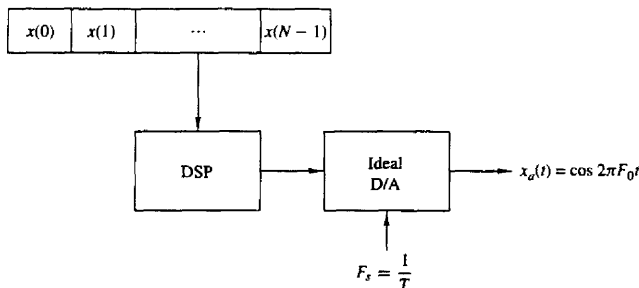 x(0) x(1) ... x(N − 1)
DSP
Ideal
D/A
x_a(t) = cos 2πF_0t
F_s = 1/T